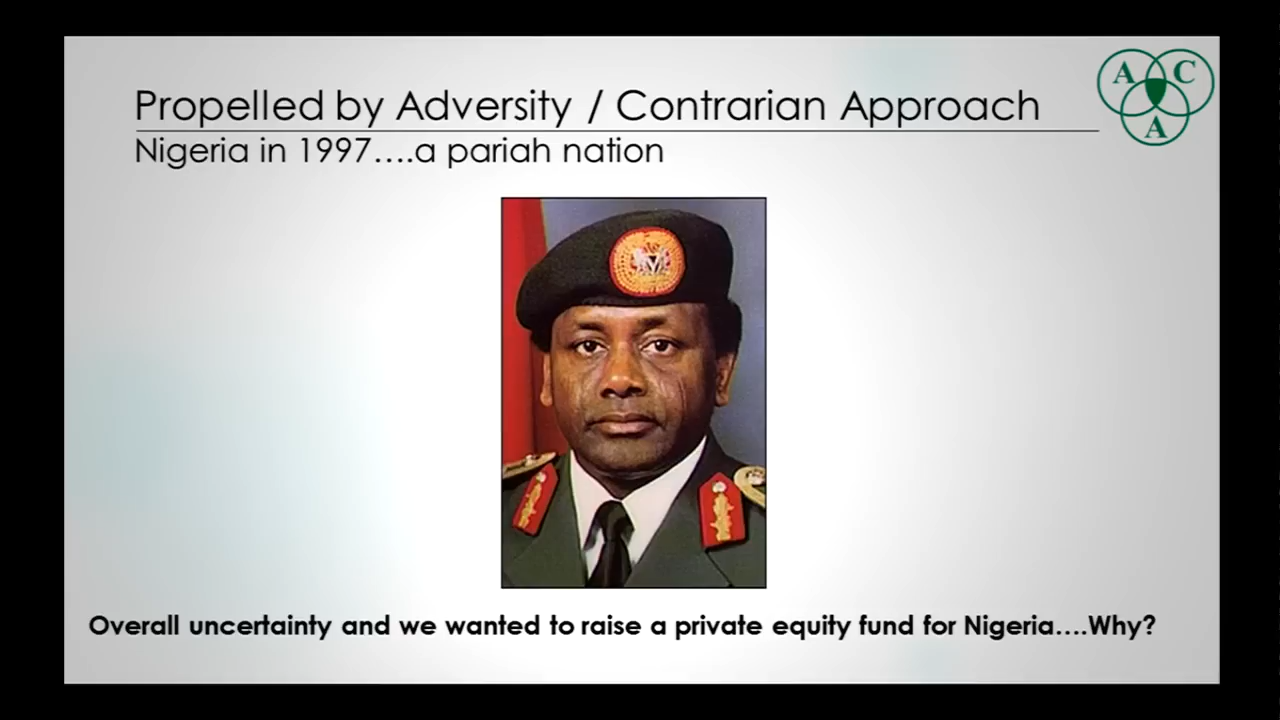 Propelled by Adversity / Contrarian Approach
Nigeria in 1997....a pariah nation
A C
A
Overall uncertainty and we wanted to raise a private equity fund for Nigeria....Why?